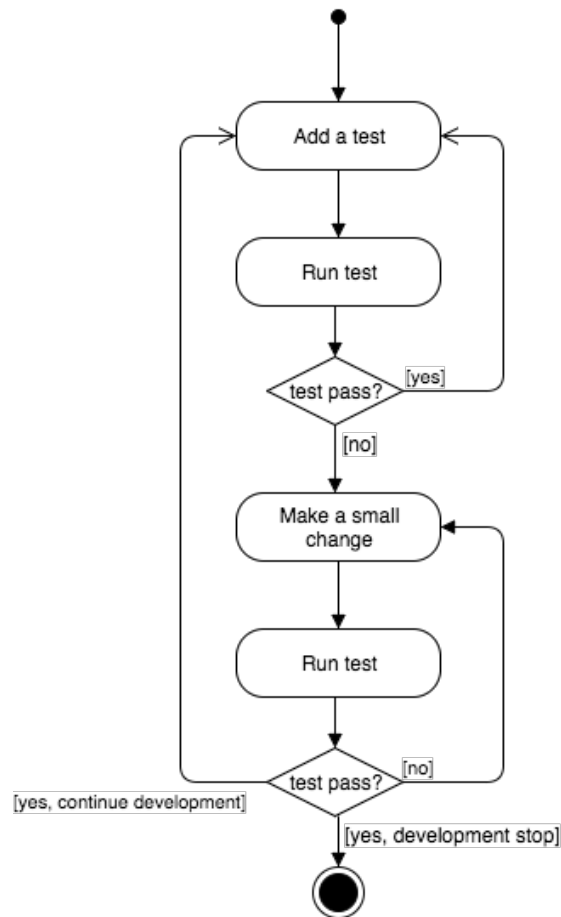 Add a test
Run test
test pass?
[yes]
[no]
Make a small
change
Run test
test pass?
[no]
[yes, continue development]
[yes, development stop]